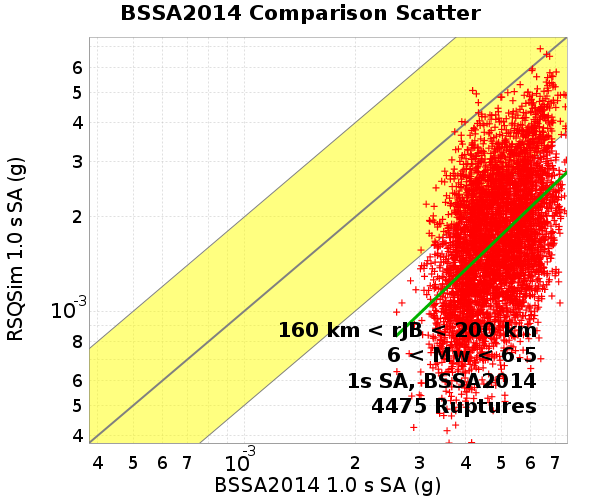 BSSA2014 Comparison Scatter
RSQSim 1.0 s SA (g)
6
5
4
3
2
10-3
8
6
5
4
160 km < rJB < 200 km
6 < Mw < 6.5
1s SA, BSSA2014
4475 Ruptures
4 5 6 7 10-3 2 3 4 5 6 7
BSSA2014 1.0 s SA (g)